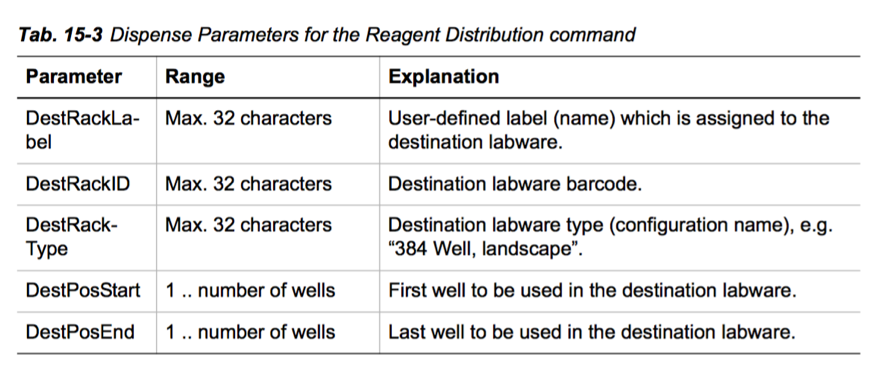 Tab. 15-3 Dispense Parameters for the Reagent Distribution command
Parameter Range Explanation
DestRackLa- Max. 32 characters User-defined label (name) which is assigned to the
bel destination labware.
DestRackID Max. 32 characters Destination labware barcode.
DestRack- Max. 32 characters Destination labware type (configuration name), e.g.
Type “384 Well, landscape”.
DestPosStart 1 .. number of wells First well to be used in the destination labware.
DestPosEnd 1 .. number of wells Last well to be used in the destination labware.